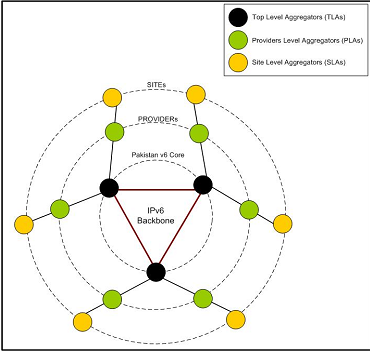 Top Level Aggregators (TLAs)
Providers Level Aggregators (PLAs)
Site Level Aggregators (SLAs)
SITEs
PROVIDERs
Pakistan v6 Core
IPv6
Backbone